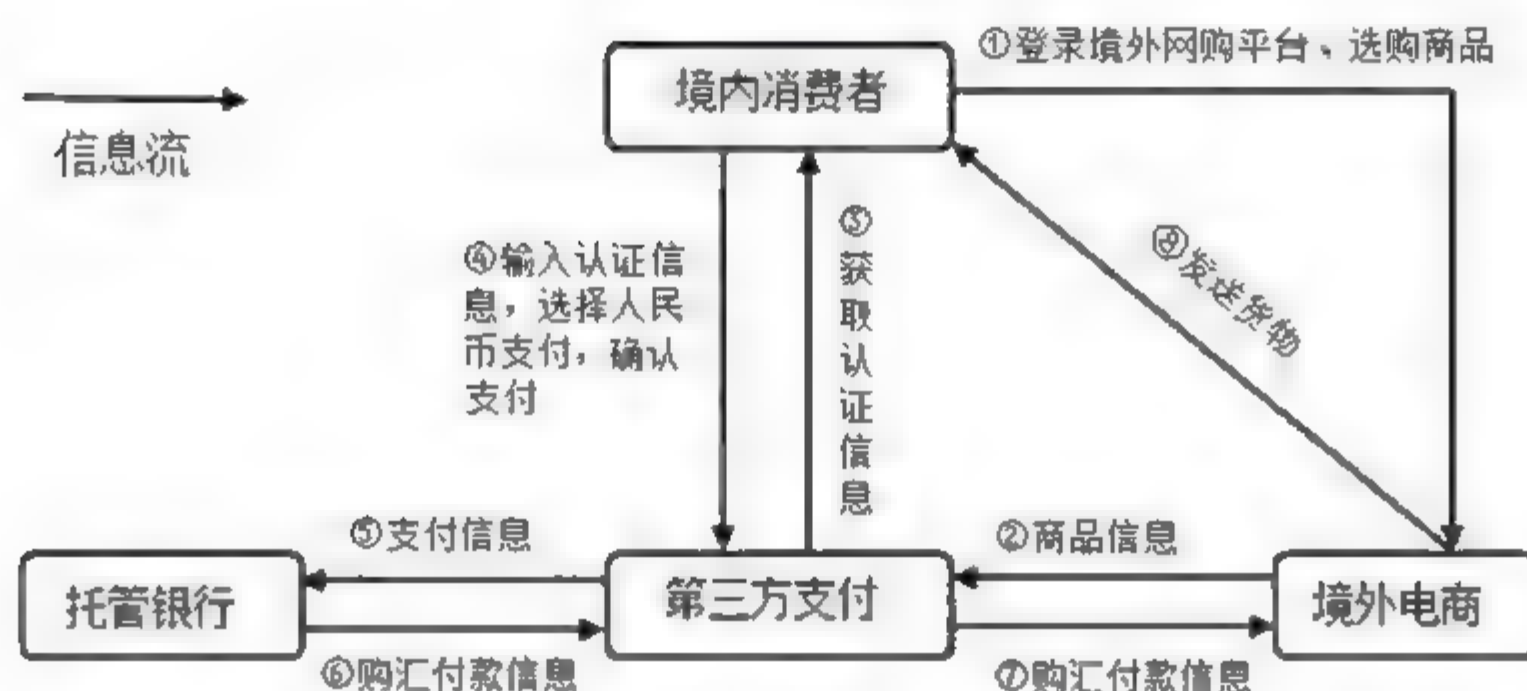 ①登录境外网购平台，选购商品
境内消费者
信息流
④输入认证信
息，选择人民
币支付，确认
支付
③获取认证信息
⑧发送货物
⑤支付信息
②商品信息
托管银行
第三方支付
境外电商
⑥购汇付款信息
⑦购汇付款信息